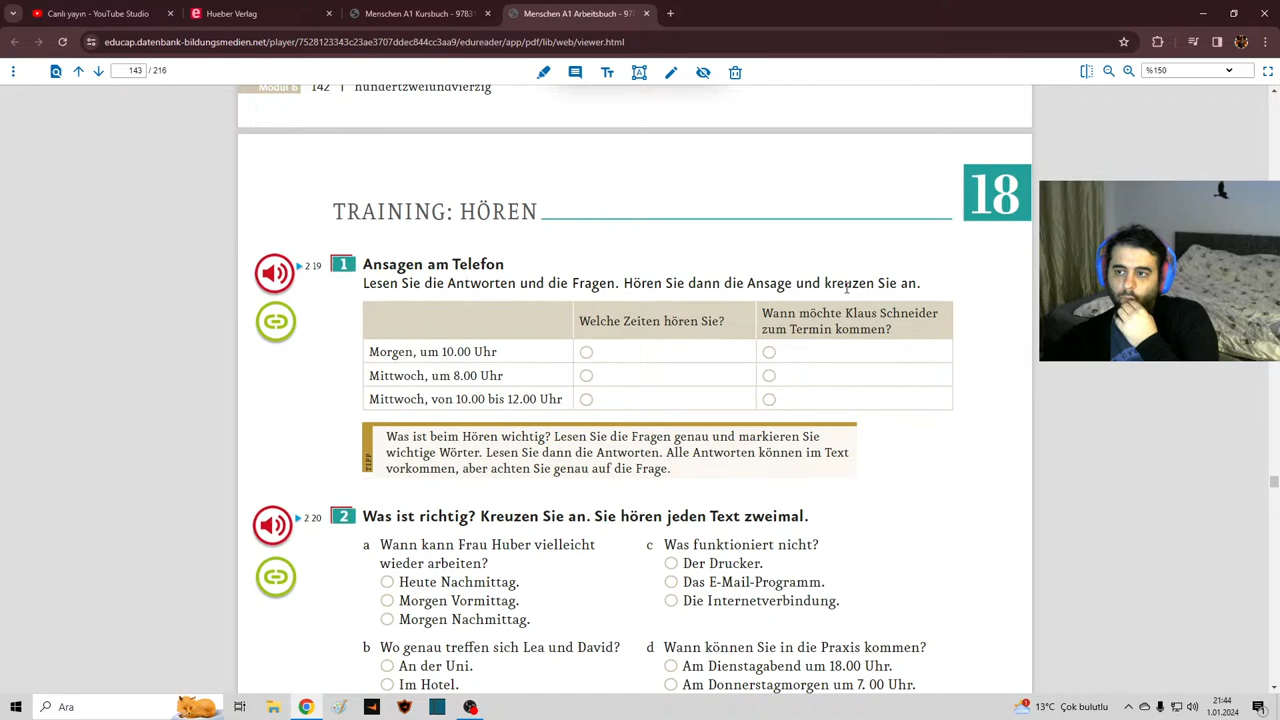 Canlı yayın - YouTube Studio
Hueber Verlag
Menschen A1 Kursbuch - 9783
Menschen A1 Arbeitsbuch - 978
educap.datenbank-bildungsmedien.net/player/7528123343c23ae3707ddec844cc3aa9/edureader/app/pdf/lib/web/viewer.html
143 / 216
%150
Modul 6 142 | hundertzweiundvierzig
18
TRAINING: HÖREN
2 19 1 Ansagen am Telefon
Lesen Sie die Antworten und die Fragen. Hören Sie dann die Ansage und kreuzen Sie an.
Welche Zeiten hören Sie?
Wann möchte Klaus Schneider
zum Termin kommen?
Morgen, um 10.00 Uhr
Mittwoch, um 8.00 Uhr
Mittwoch, von 10.00 bis 12.00 Uhr
TIPP
Was ist beim Hören wichtig? Lesen Sie die Fragen genau und markieren Sie
wichtige Wörter. Lesen Sie dann die Antworten. Alle Antworten können im Text
vorkommen, aber achten Sie genau auf die Frage.
2 20 2 Was ist richtig? Kreuzen Sie an. Sie hören jeden Text zweimal.
a Wann kann Frau Huber vielleicht
wieder arbeiten?
Heute Nachmittag.
Morgen Vormittag.
Morgen Nachmittag.
b Wo genau treffen sich Lea und David?
An der Uni.
Im Hotel.
c Was funktioniert nicht?
Der Drucker.
Das E-Mail-Programm.
Die Internetverbindung.
d Wann können Sie in die Praxis kommen?
Am Dienstagabend um 18.00 Uhr.
Am Donnerstagmorgen um 7. 00 Uhr.
Ara
13°C Çok bulutlu
21:44
1.01.2024